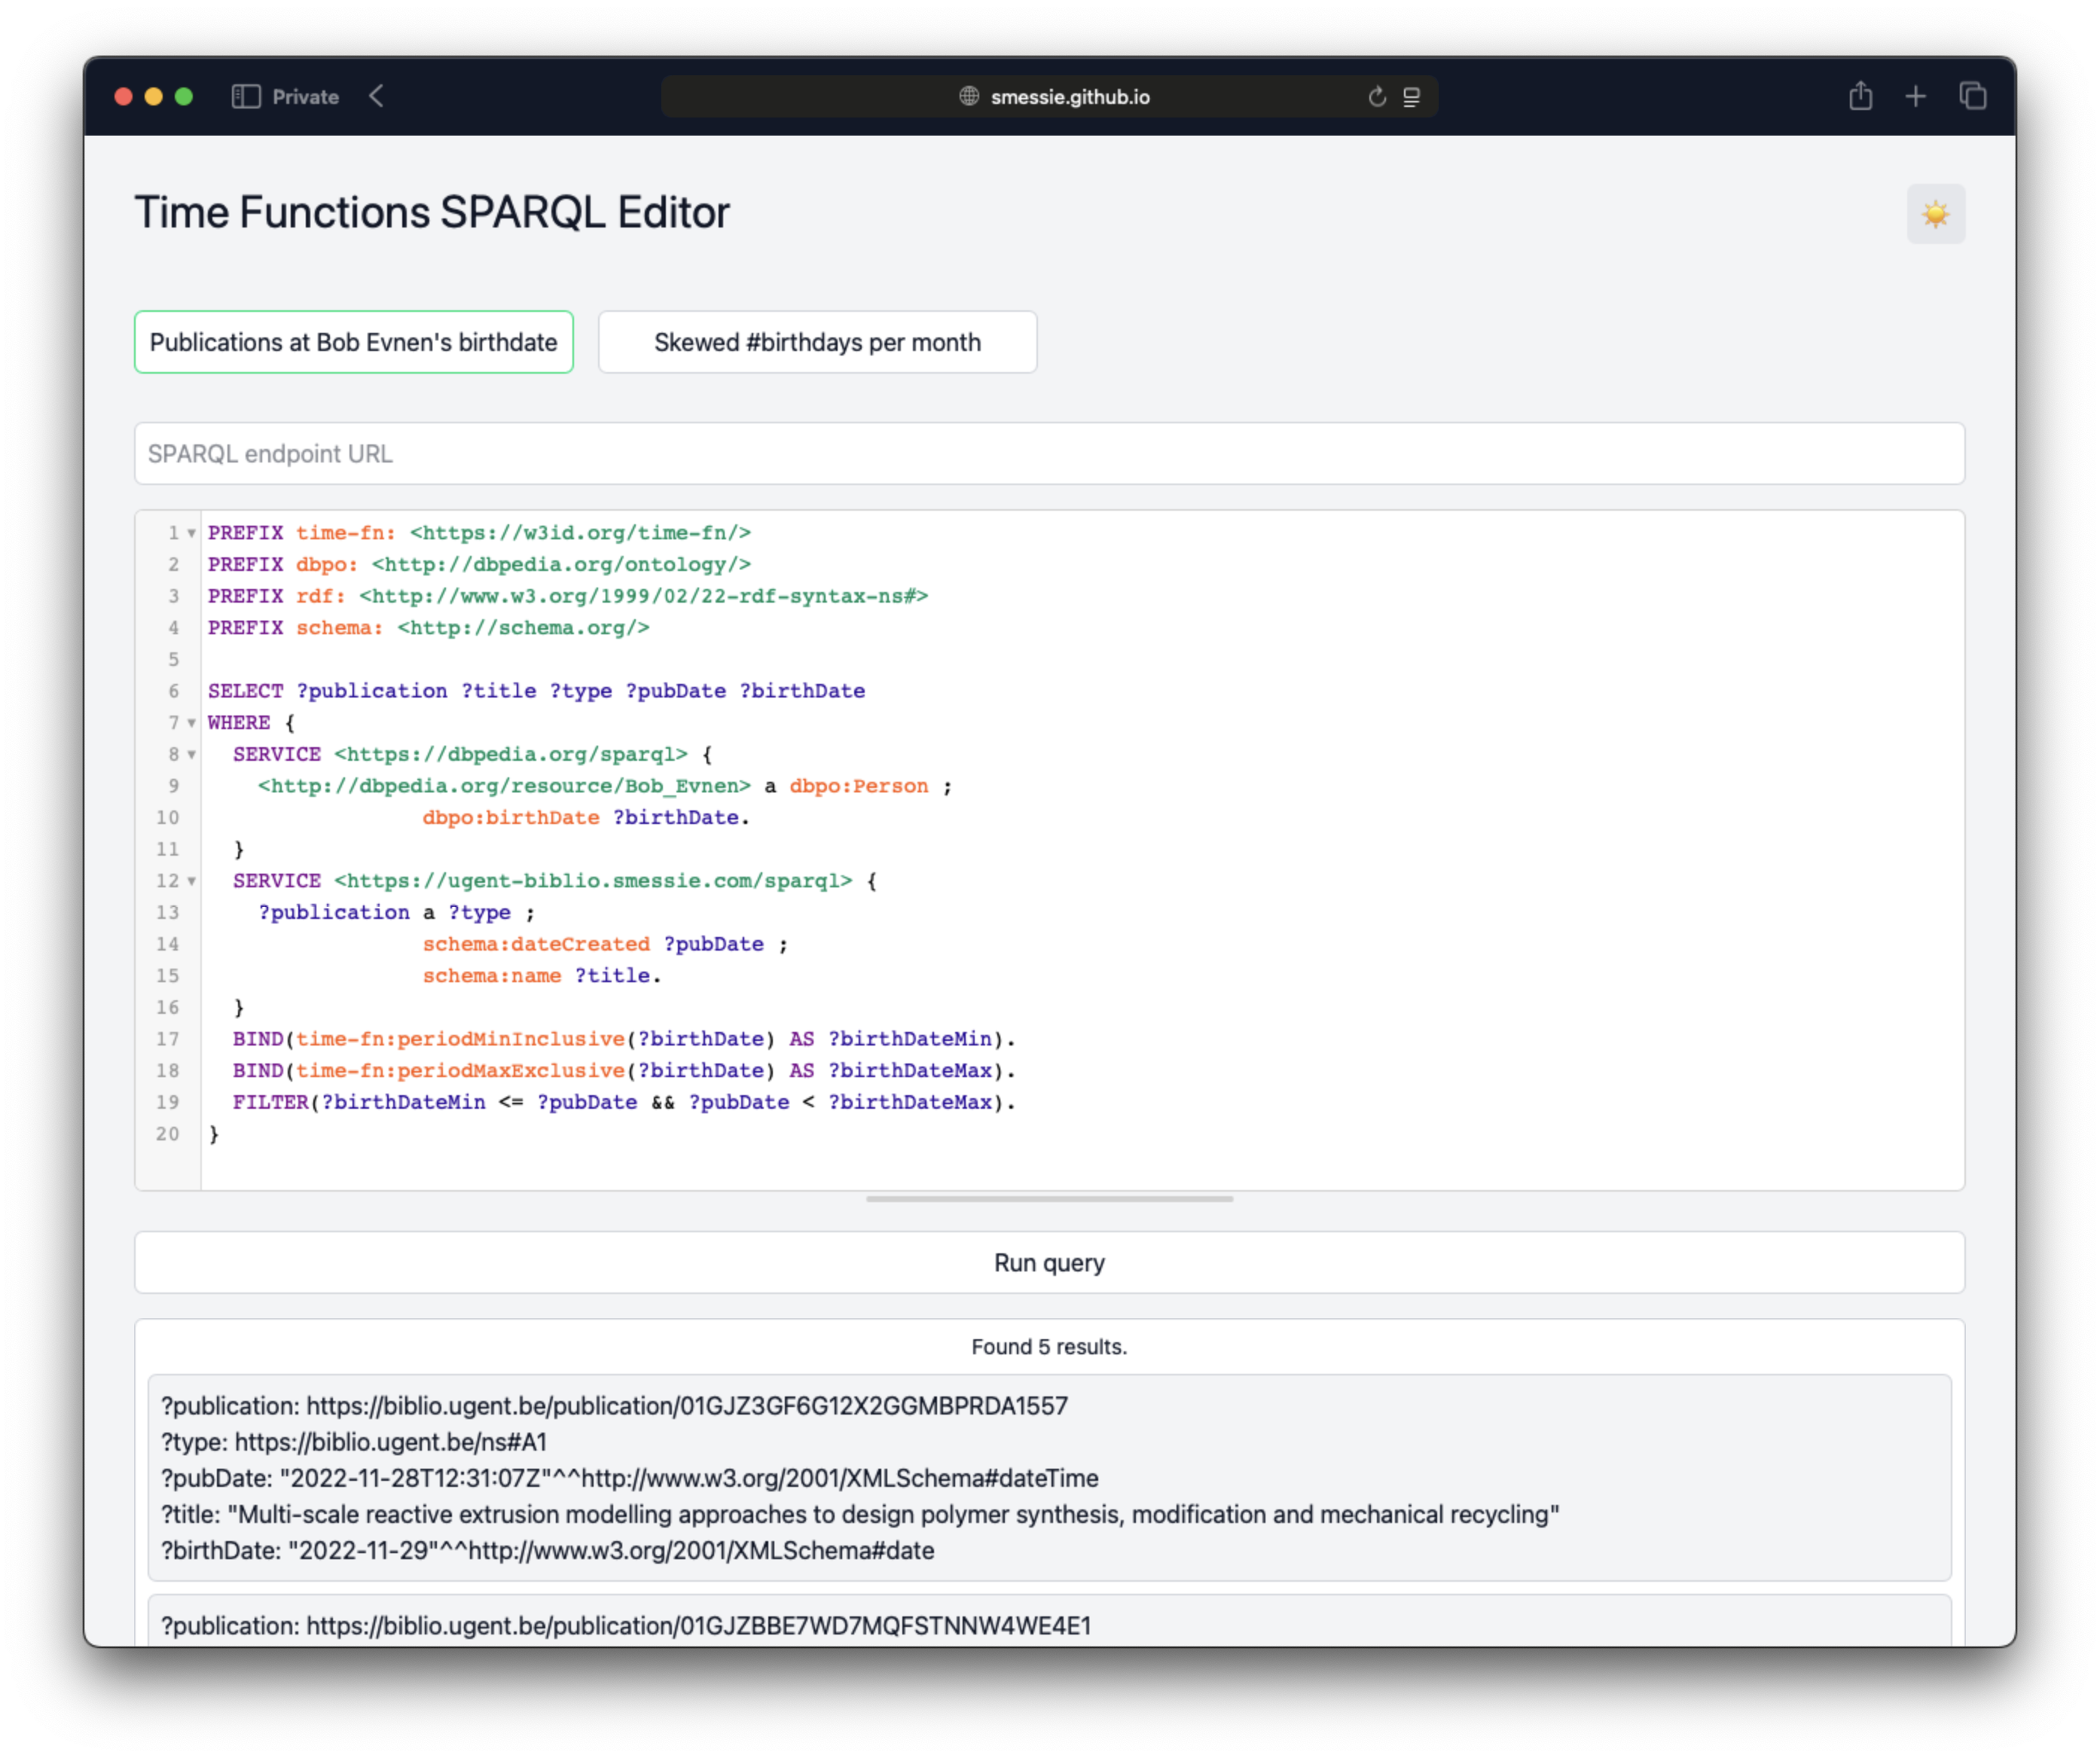 Private
smessie.github.io
Time Functions SPARQL Editor
Publications at Bob Evnen's birthdate
Skewed #birthdays per month
SPARQL endpoint URL
1 PREFIX time-fn: <https://w3id.org/time-fn/>
2 PREFIX dbpo: <http://dbpedia.org/ontology/>
3 PREFIX rdf: <http://www.w3.org/1999/02/22-rdf-syntax-ns#>
4 PREFIX schema: <http://schema.org/>
5
6 SELECT ?publication ?title ?type ?pubDate ?birthDate
7 WHERE {
8   SERVICE <https://dbpedia.org/sparql> {
9     <http://dbpedia.org/resource/Bob_Evnen> a dbpo:Person ;
10                  dbpo:birthDate ?birthDate.
11   }
12   SERVICE <https://ugent-biblio.smessie.com/sparql> {
13     ?publication a ?type ;
14                  schema:dateCreated ?pubDate ;
15                  schema:name ?title.
16   }
17   BIND(time-fn:periodMinInclusive(?birthDate) AS ?birthDateMin).
18   BIND(time-fn:periodMaxExclusive(?birthDate) AS ?birthDateMax).
19   FILTER(?birthDateMin <= ?pubDate && ?pubDate < ?birthDateMax).
20 }
Run query
Found 5 results.
?publication: https://biblio.ugent.be/publication/01GJZ3GF6G12X2GGMBPRDA1557
?type: https://biblio.ugent.be/ns#A1
?pubDate: "2022-11-28T12:31:07Z"^^http://www.w3.org/2001/XMLSchema#dateTime
?title: "Multi-scale reactive extrusion modelling approaches to design polymer synthesis, modification and mechanical recycling"
?birthDate: "2022-11-29"^^http://www.w3.org/2001/XMLSchema#date
?publication: https://biblio.ugent.be/publication/01GJZBBE7WD7MQFSTNNW4WE4E1